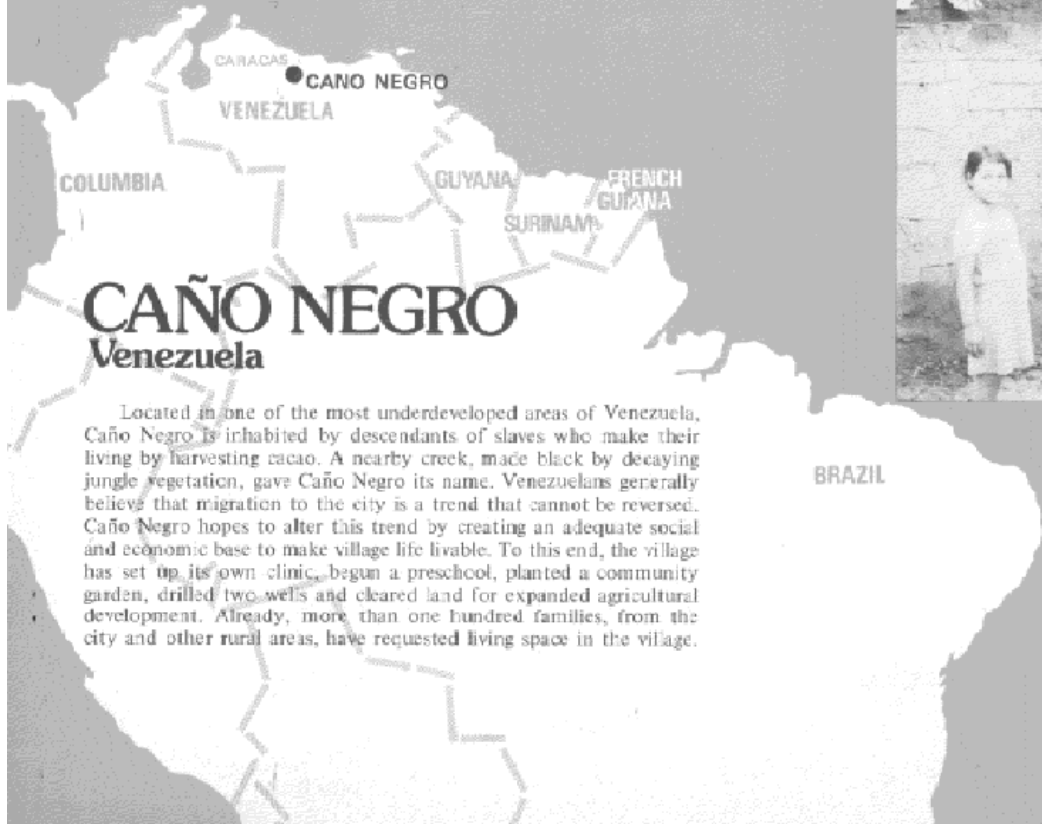 CARACAS
CANO NEGRO
VENEZUELA
COLUMBIA
GUYANA
FRENCH
GUIANA
SURINAM
CAÑO NEGRO
Venezuela
Located in one of the most underdeveloped areas of Venezuela,
Caño Negro is inhabited by descendants of slaves who make their
living by harvesting cacao. A nearby creek, made black by decaying
jungle vegetation, gave Caño Negro its name. Venezuelans generally
believe that migration to the city is a trend that cannot be reversed.
Caño Negro hopes to alter this trend by creating an adequate social
and economic base to make village life livable. To this end, the village
has set up its own clinic, begun a preschool, planted a community
garden, drilled two wells and cleared land for expanded agricultural
development. Already, more than one hundred families, from the
city and other rural areas, have requested living space in the village.
BRAZIL